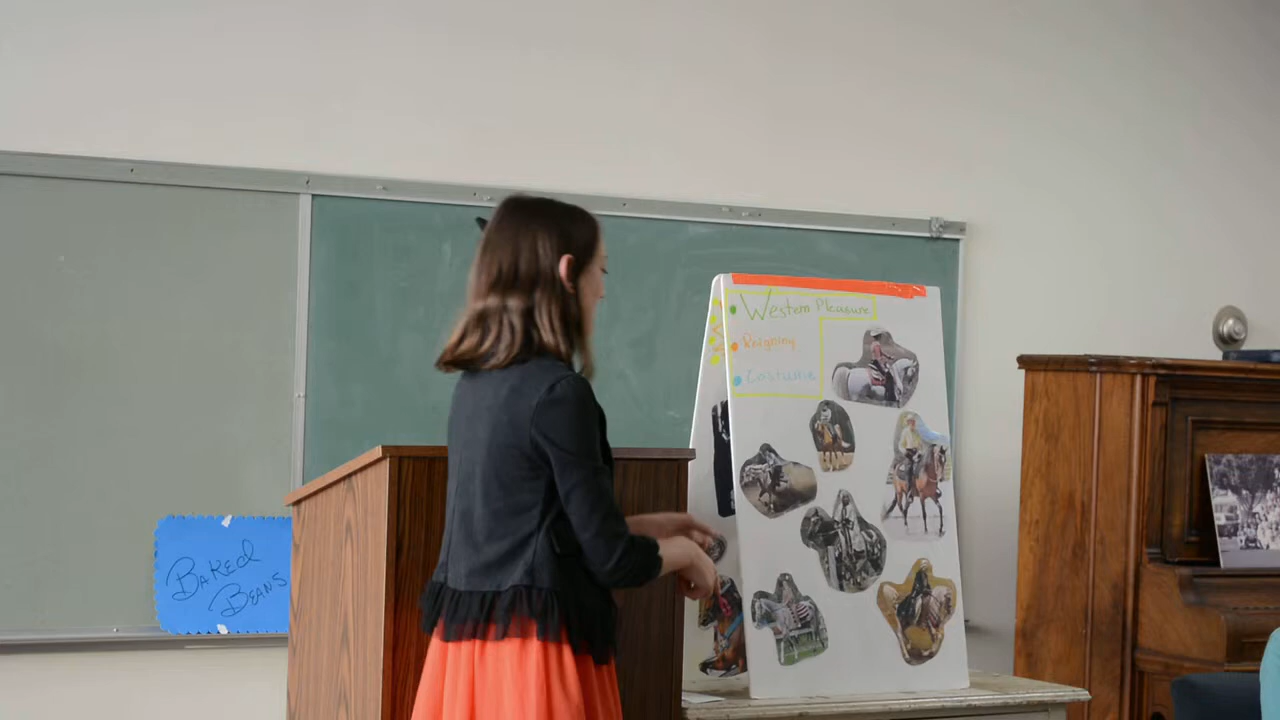 Western Pleasure
Reigning
Costume
Baked
Beans